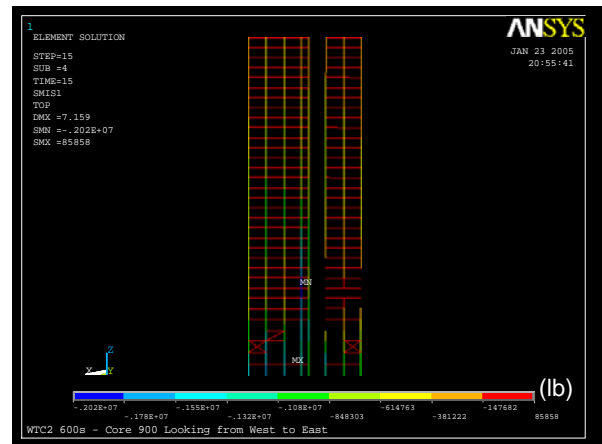 1
ANSYS
ELEMENT SOLUTION
JAN 23 2005
20:55:41
STEP=15
SUB =4
TIME=15
SMIS1
TOP
DMX =7.159
SMN =-.202E+07
SMX =85858
MN
MX
Z
X Y
(lb)
-.202E+07 -.155E+07 -.108E+07 -614763 -147682
-.178E+07 -.132E+07 -848303 -381222 85858
WTC2 600s - Core 900 Looking from West to East